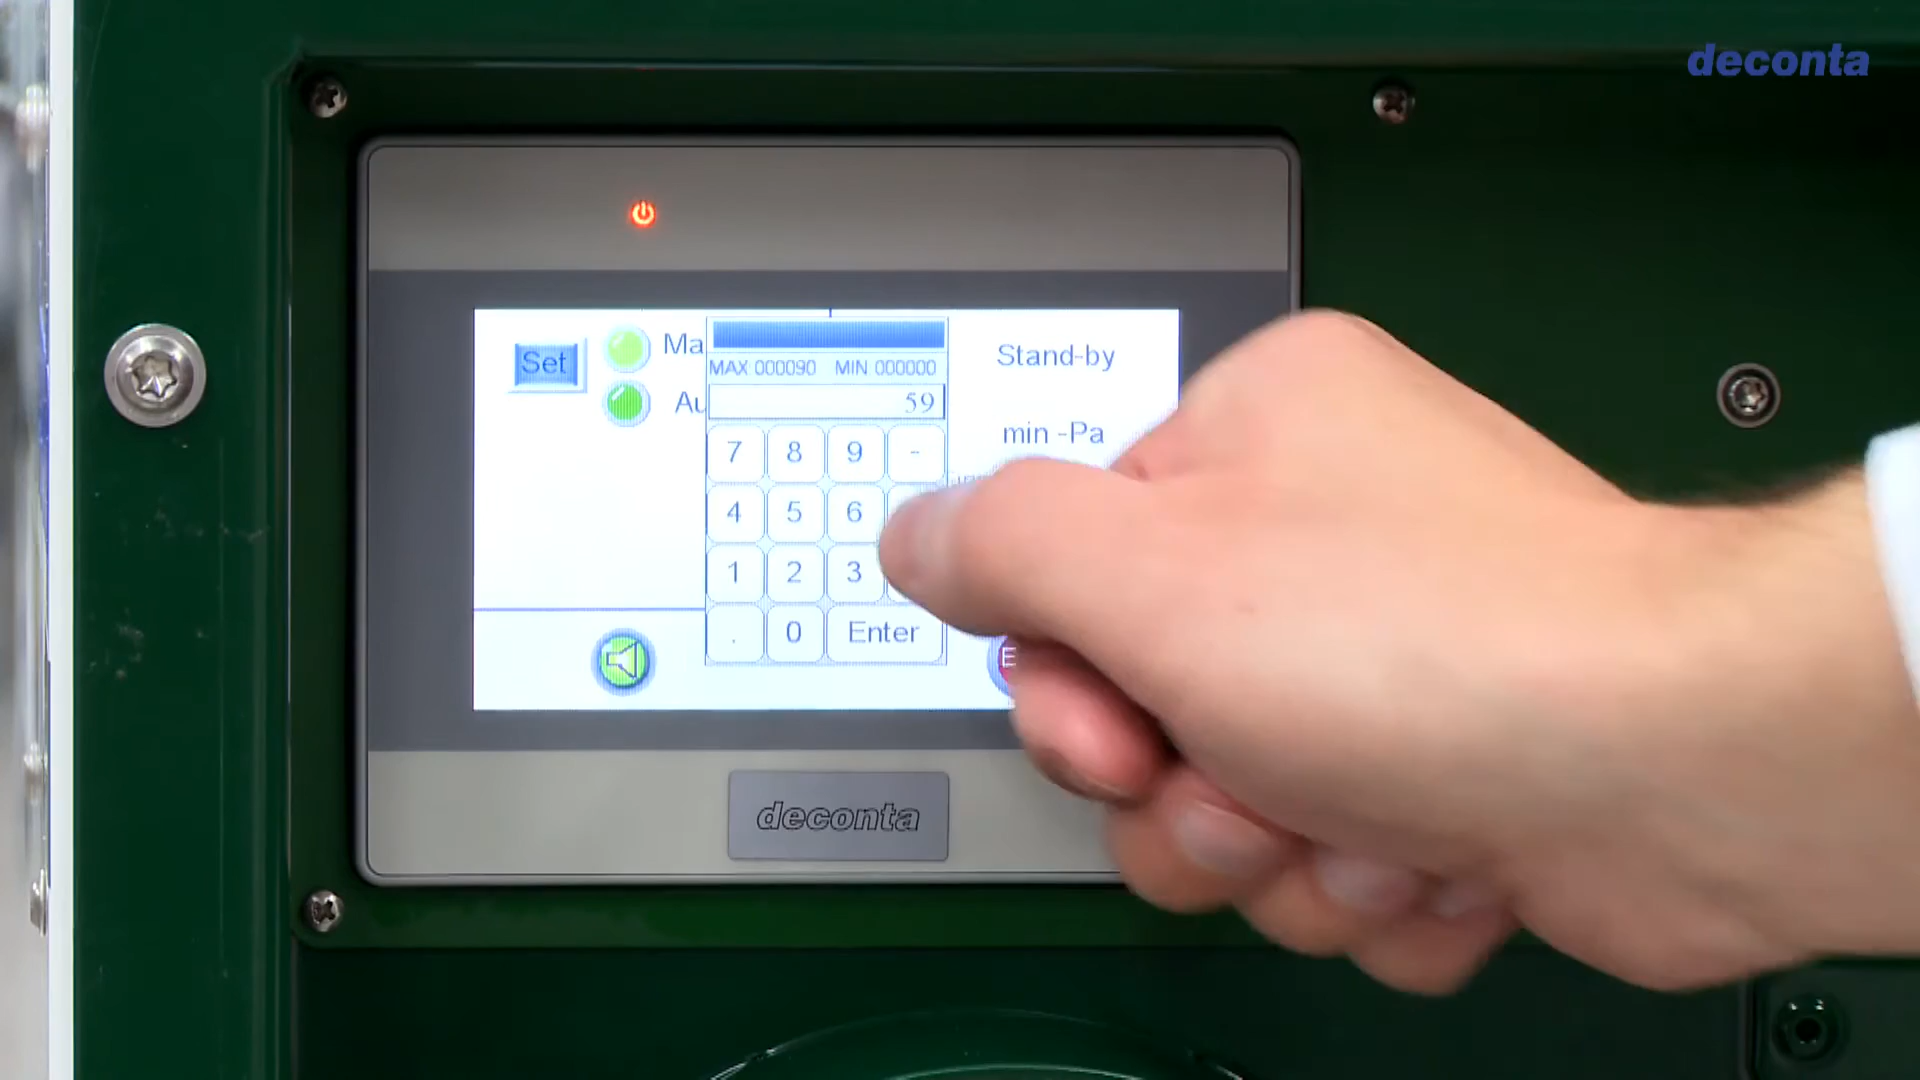 deconta
Set
Ma
Au
MAX 000090 MIN 000000
59
7 8 9 -
4 5 6
1 2 3
. 0 Enter
Stand-by
min -Pa
E
deconta